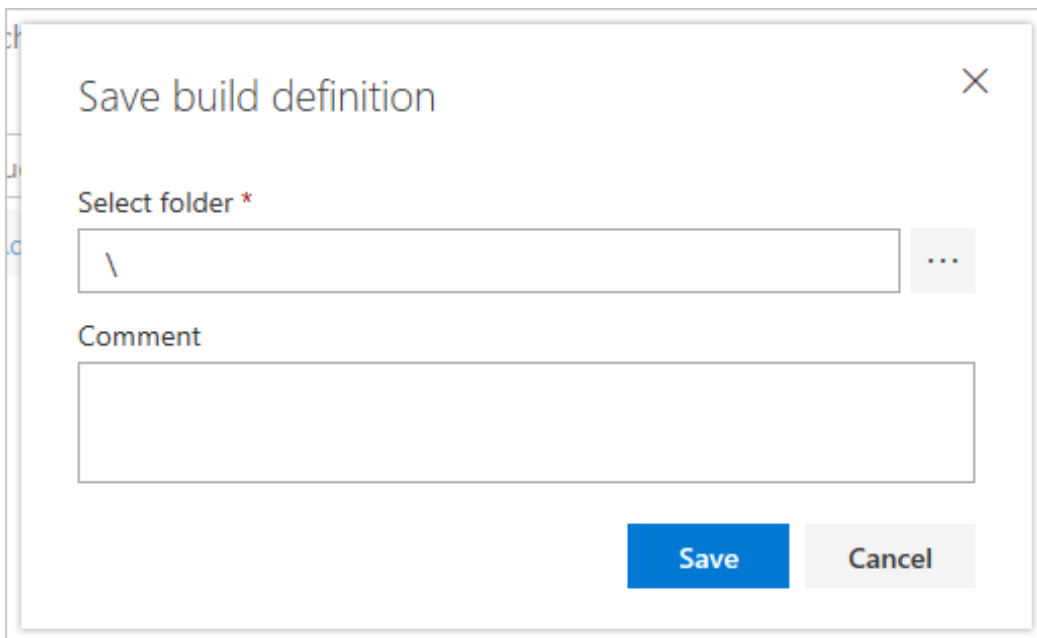 Save build definition
Select folder *
\
...
Comment
Save
Cancel